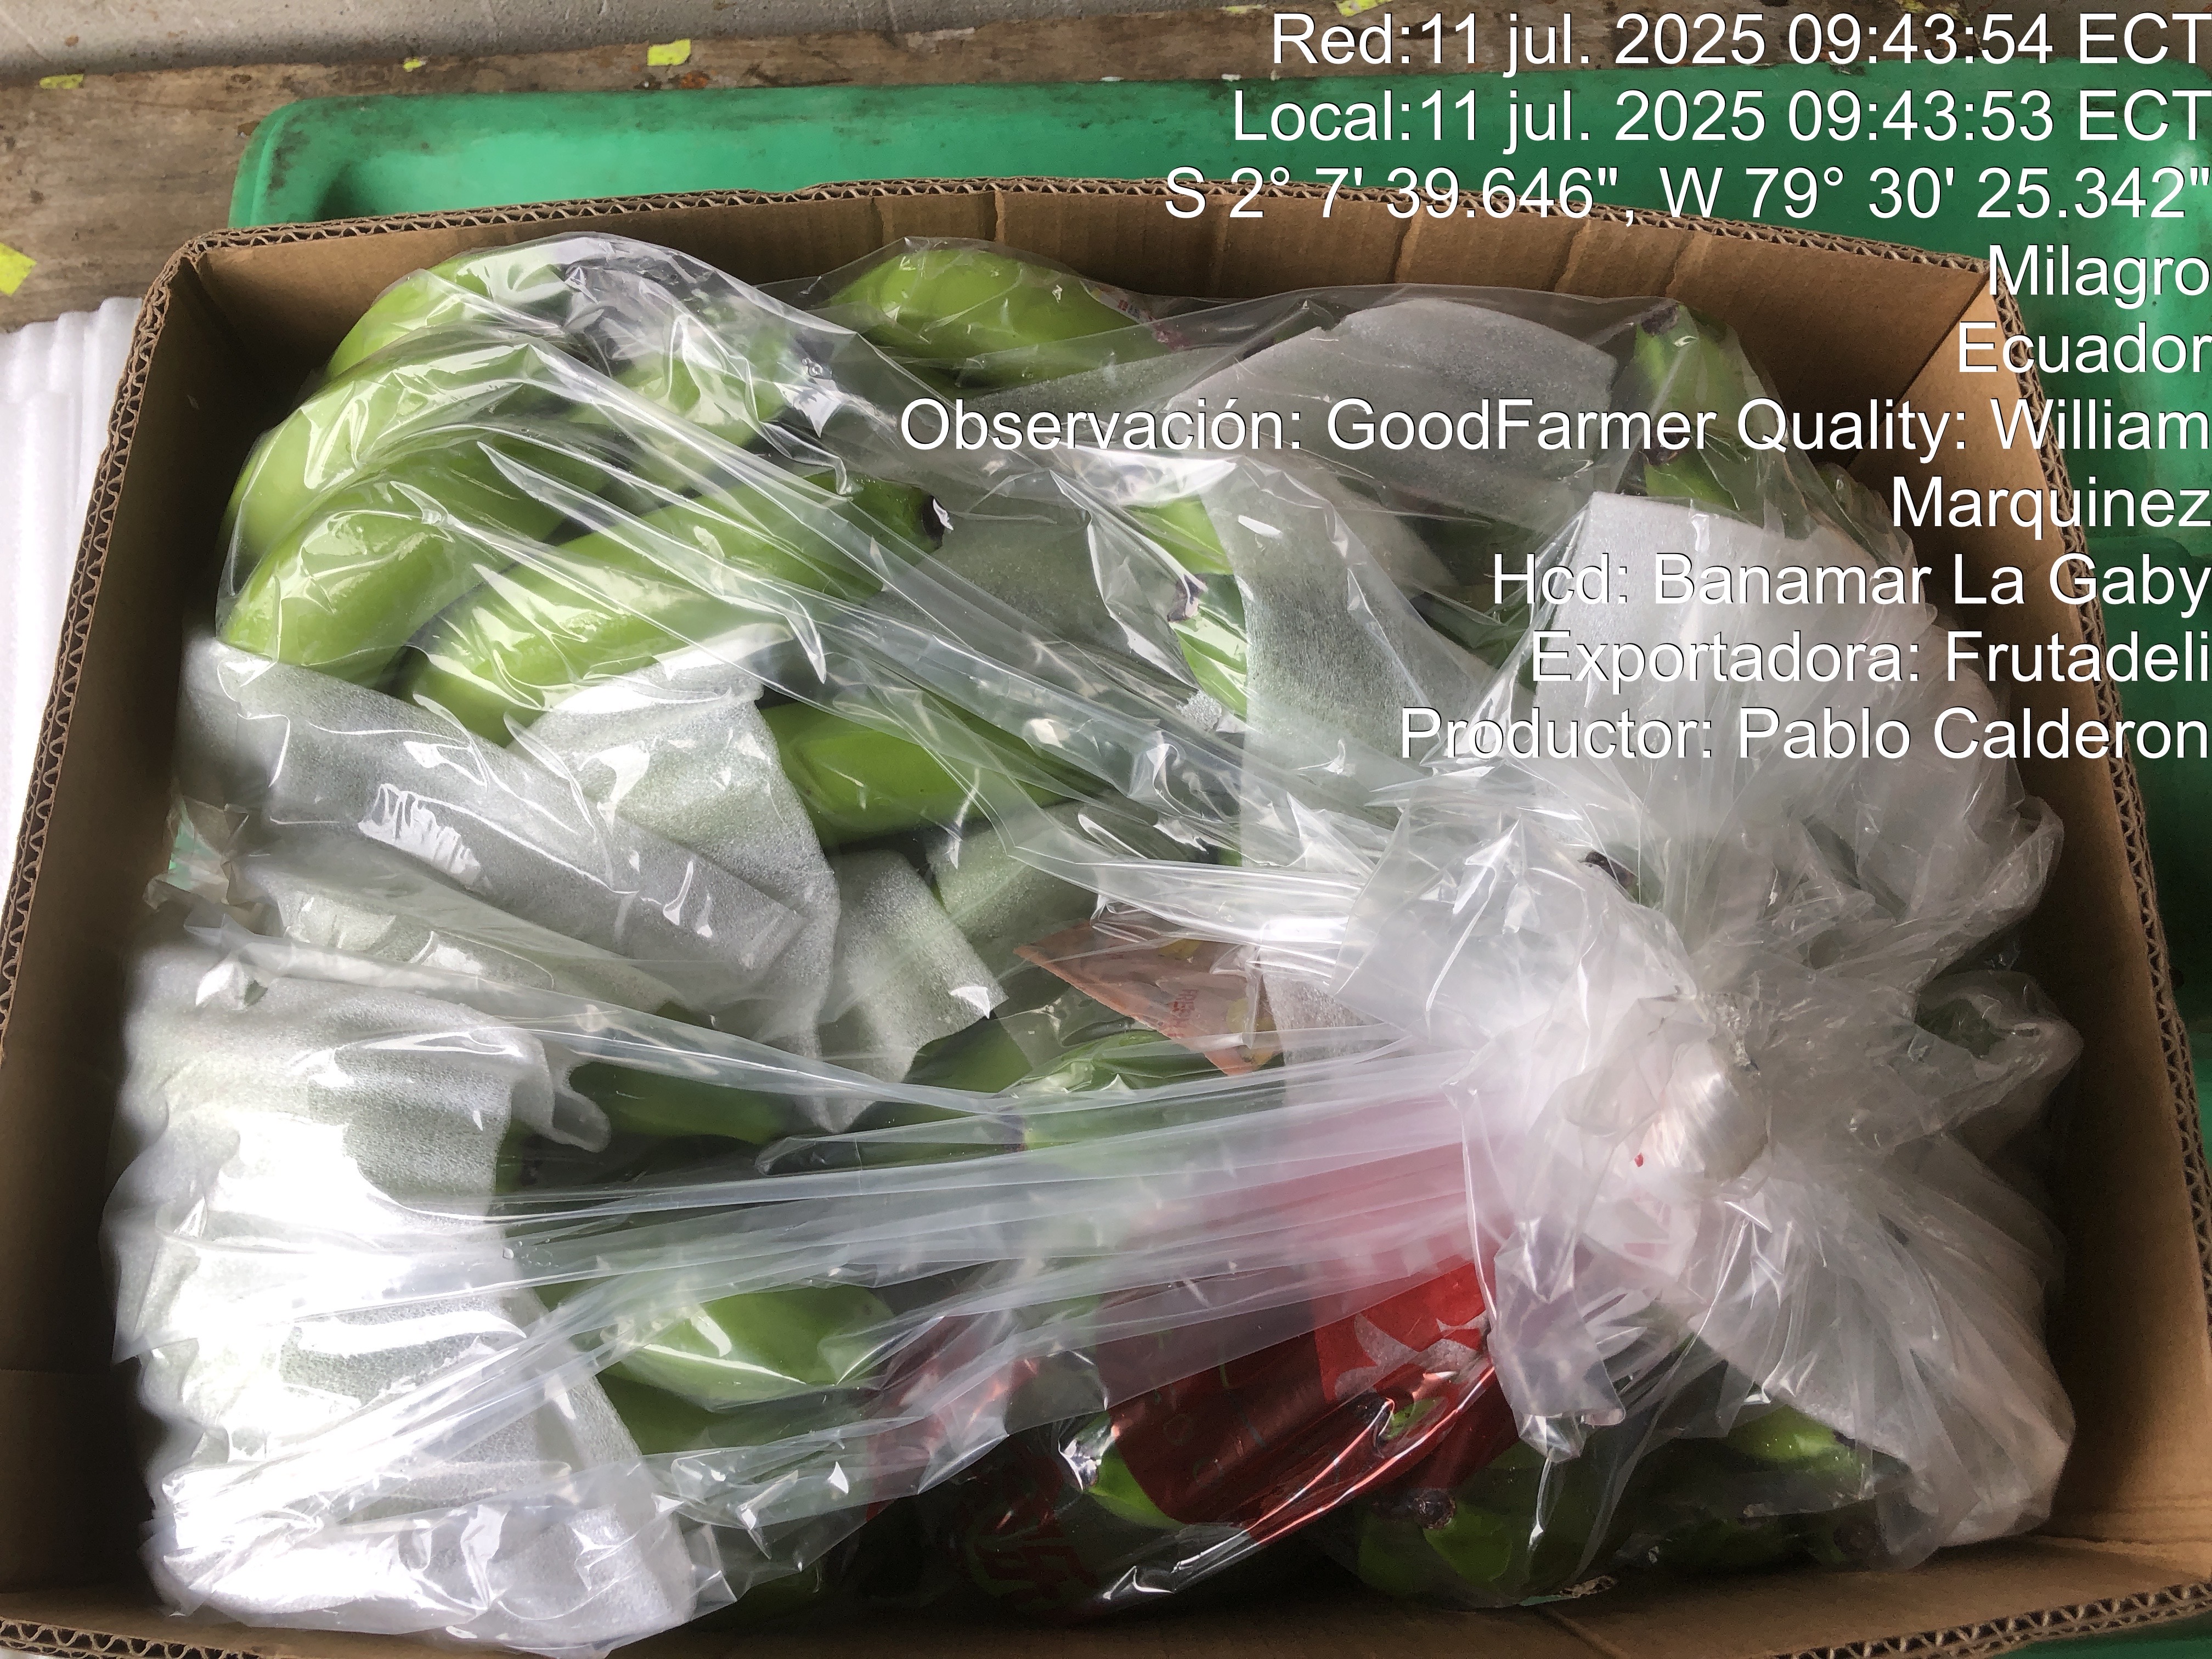 Red:11 jul. 2025 09:43:54 ECT
Local:11 jul. 2025 09:43:53 ECT
S 2° 7' 39.646", W 79° 30' 25.342"
Milagro
Ecuador
Observación: GoodFarmer Quality: William
Marquinez
Hcd: Banamar La Gaby
Exportadora: Frutadeli
Productor: Pablo Calderon